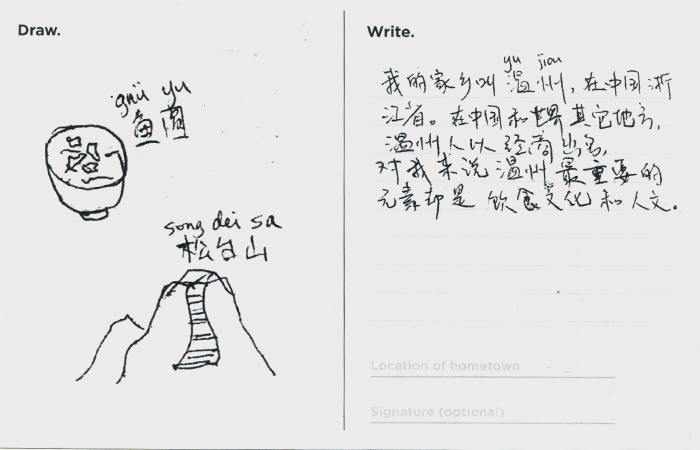 Draw.
gniu yu
鱼圆
song dei sa
松台山
Write.
yu jiou
我的家乡叫温州，在中国浙
江省。在中国和世界其它地方，
温州人以经商出名，
对我来说温州最重要的
元素却是饮食文化和人文。
Location of hometown
Signature (optional)